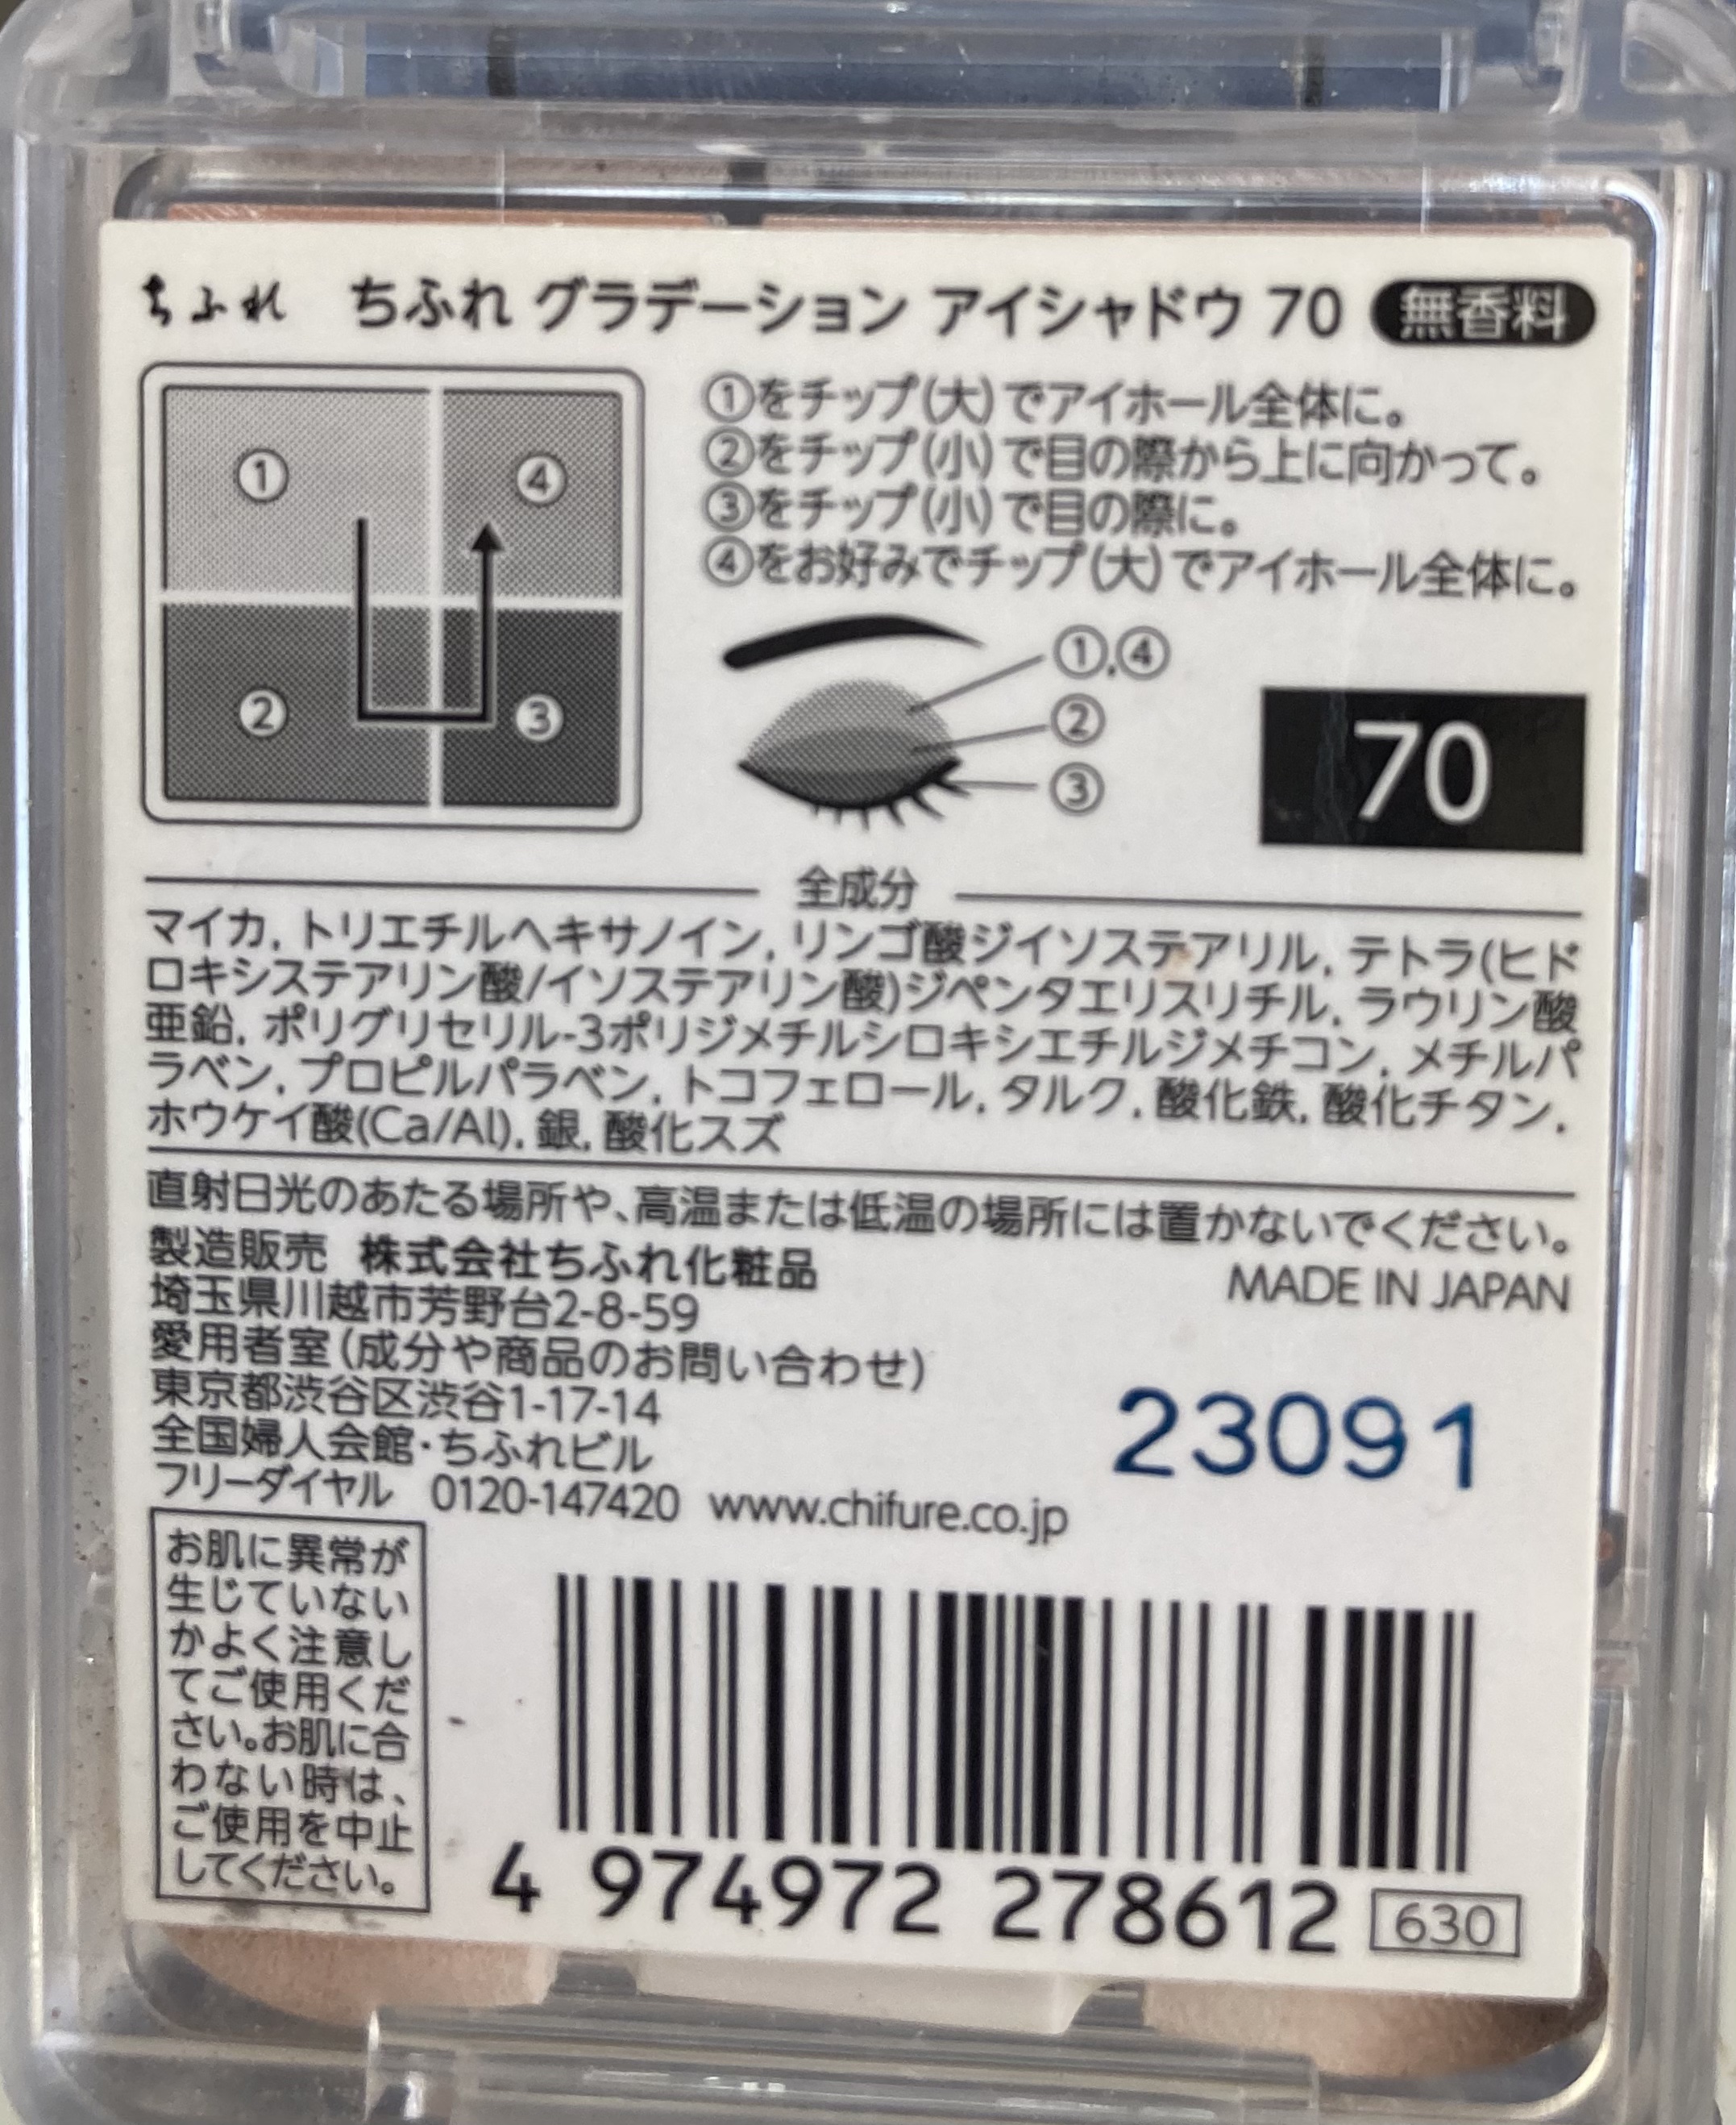 ちふれ ちふれ グラデーション アイシャドウ 70 無香料
①をチップ(大)でアイホール全体に。
②をチップ(小)で目の際から上に向かって。
③をチップ(小)で目の際に。
④をお好みでチップ(大)でアイホール全体に。
① ④
② ③
①,④
②
③
70
全成分
マイカ, トリエチルヘキサノイン, リンゴ酸ジイソステアリル, テトラ(ヒド
ロキシステアリン酸/イソステアリン酸)ジペンタエリスリチル, ラウリン酸
亜鉛, ポリグリセリル-3ポリジメチルシロキシエチルジメチコン, メチルパ
ラベン, プロピルパラベン, トコフェロール, タルク, 酸化鉄, 酸化チタン,
ホウケイ酸(Ca/Al), 銀, 酸化スズ
直射日光のあたる場所や、高温または低温の場所には置かないでください。
製造販売 株式会社ちふれ化粧品
MADE IN JAPAN
埼玉県川越市芳野台2-8-59
愛用者室(成分や商品のお問い合わせ)
東京都渋谷区渋谷1-17-14
全国婦人会館・ちふれビル
フリーダイヤル 0120-147420 www.chifure.co.jp
23091
お肌に異常が
生じていない
かよく注意し
てご使用くだ
さい。お肌に合
わない時は、
ご使用を中止
してください。
4 974972 278612 630